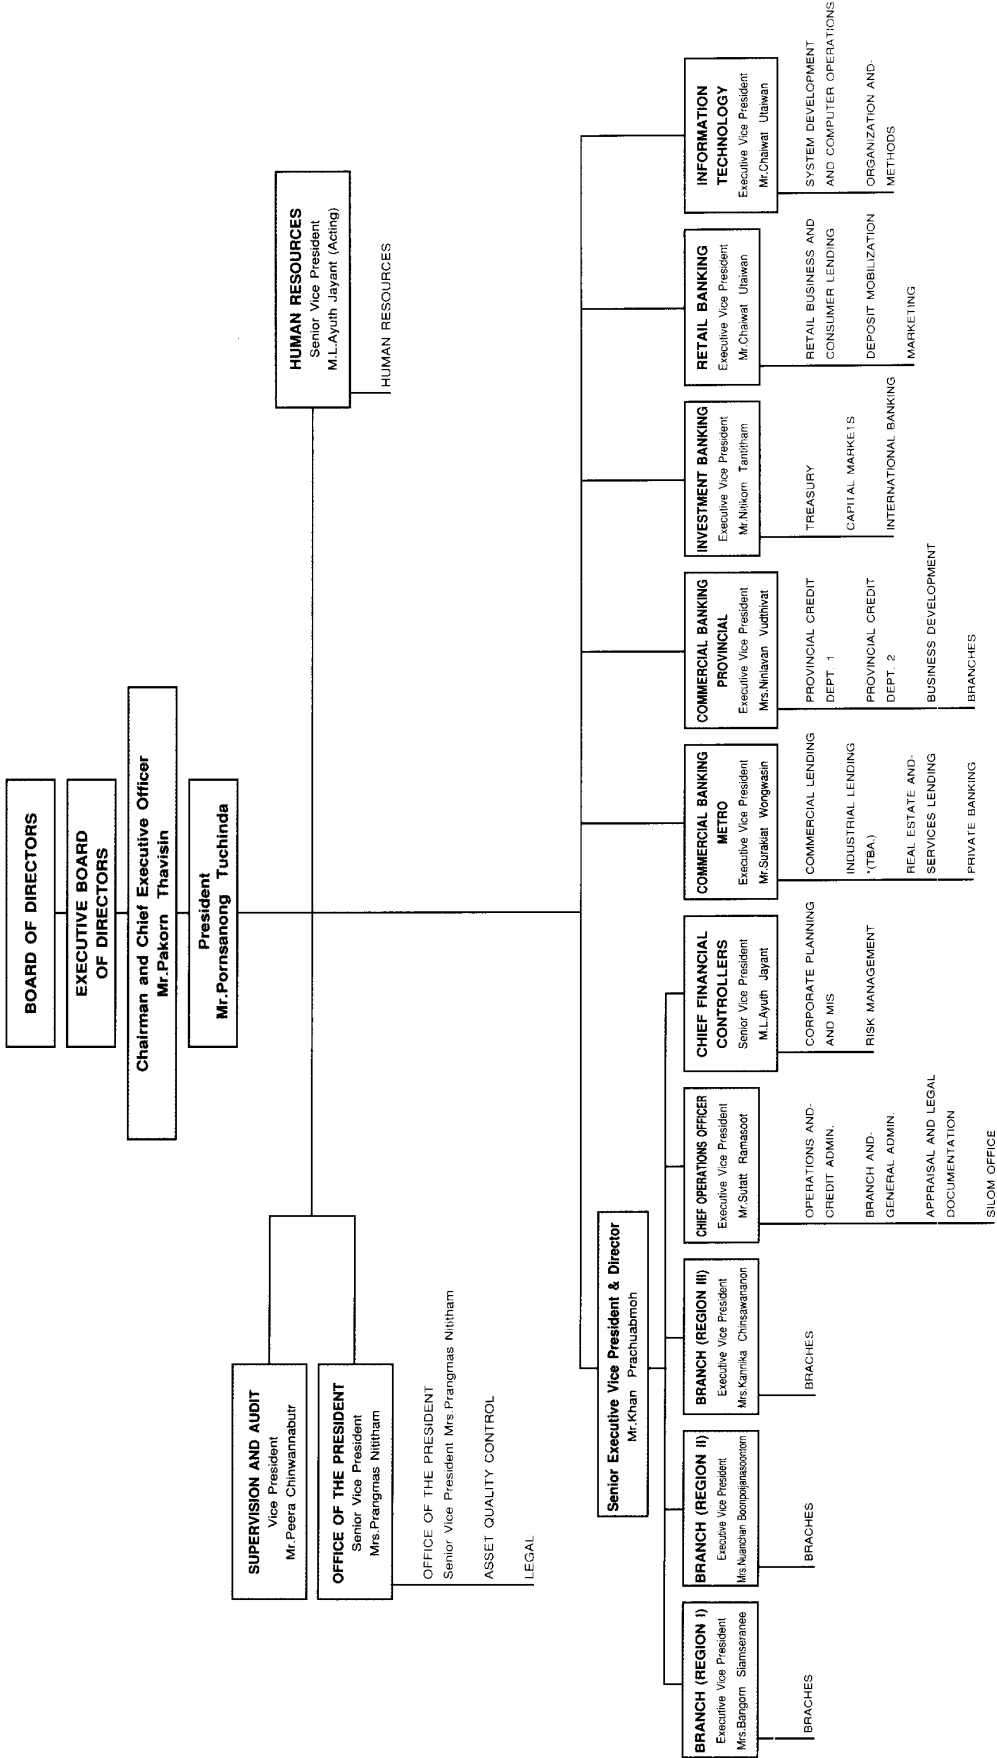 BOARD OF DIRECTORS
EXECUTIVE BOARD
OF DIRECTORS
Chairman and Chief Executive Officer
Mr.Pakorn Thavisin
President
Mr.Pornsanong Tuchinda
SUPERVISION AND AUDIT
Vice President
Mr.Peera Chinwannabutr
OFFICE OF THE PRESIDENT
Senior Vice President
Mrs.Prangmas Nititham
OFFICE OF THE PRESIDENT
Senior Vice President Mrs.Prangmas Nititham
ASSET QUALITY CONTROL
LEGAL
HUMAN RESOURCES
Senior Vice President
M.L.Ayuth Jayant (Acting)
HUMAN RESOURCES
Senior Executive Vice President & Director
Mr.Khan Prachuabmoh
BRANCH (REGION I)
Executive Vice President
Mrs.Bangorn Siamseranee
BRACHES
BRANCH (REGION II)
Executive Vice President
Mrs.Nuanchan Boonpoijanasoontorn
BRACHES
BRANCH (REGION III)
Executive Vice President
Mrs.Kannika Chinsawananon
BRACHES
CHIEF OPERATIONS OFFICER
Executive Vice President
Mr.Sutatt Ramasoot
OPERATIONS AND-
CREDIT ADMIN.
BRANCH AND-
GENERAL ADMIN.
APPRAISAL AND LEGAL
DOCUMENTATION
SILOM OFFICE
CHIEF FINANCIAL
CONTROLLERS
Senior Vice President
M.L.Ayuth Jayant
CORPORATE PLANNING
AND MIS
RISK MANAGEMENT
COMMERCIAL BANKING
METRO
Executive Vice President
Mr.Surakiat Wongwasin
COMMERCIAL LENDING
INDUSTRIAL LENDING
*(TBA.)
REAL ESTATE AND-
SERVICES LENDING
PRIVATE BANKING
COMMERCIAL BANKING
PROVINCIAL
Executive Vice President
Mrs.Ninlavan Vudthivat
PROVINCIAL CREDIT
DEPT. 1
PROVINCIAL CREDIT
DEPT. 2
BUSINESS DEVELOPMENT
BRANCHES
INVESTMENT BANKING
Executive Vice President
Mr.Nitikorn Tantitham
TREASURY
CAPITAL MARKETS
INTERNATIONAL BANKING
RETAIL BANKING
Executive Vice President
Mr.Chaiwat Utaiwan
RETAIL BUSINESS AND
CONSUMER LENDING
DEPOSIT MOBILIZATION
MARKETING
INFORMATION
TECHNOLOGY
Executive Vice President
Mr.Chaiwat Utaiwan
SYSTEM DEVELOPMENT
AND COMPUTER OPERATIONS
ORGANIZATION AND-
METHODS